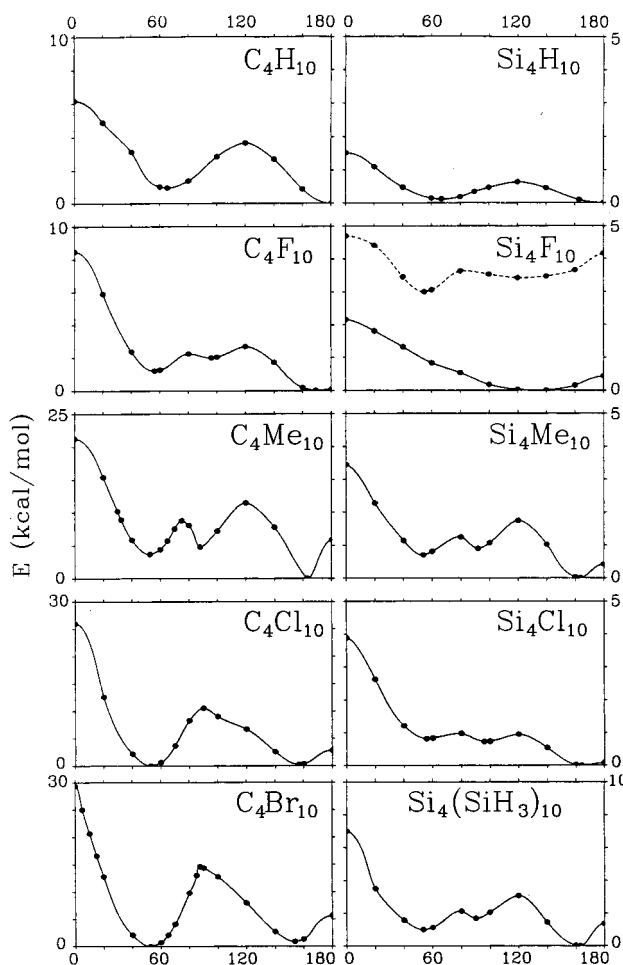 0 60 120 180 0 60 120 180
10 C₄H₁₀ Si₄H₁₀ 5
0 0
10 C₄F₁₀ Si₄F₁₀ 5
0 0
25 C₄Me₁₀ Si₄Me₁₀ 5
E (kcal/mol)
0 0
30 C₄Cl₁₀ Si₄Cl₁₀ 5
0 0
30 C₄Br₁₀ Si₄(SiH₃)₁₀ 10
0 0
0 60 120 180 0 60 120 180